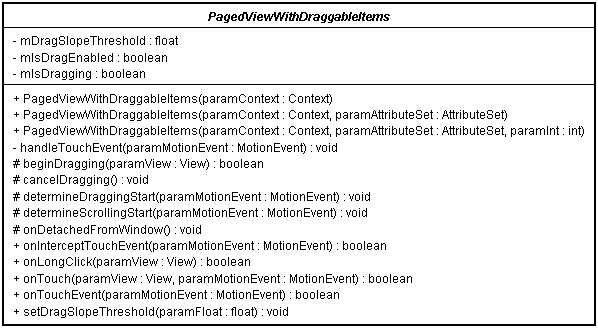 PagedViewWithDraggableItems
- mDragSlopeThreshold : float
- mIsDragEnabled : boolean
- mIsDragging : boolean
+ PagedViewWithDraggableItems(paramContext : Context)
+ PagedViewWithDraggableItems(paramContext : Context, paramAttributeSet : AttributeSet)
+ PagedViewWithDraggableItems(paramContext : Context, paramAttributeSet : AttributeSet, paramInt : int)
- handleTouchEvent(paramMotionEvent : MotionEvent) : void
# beginDragging(paramView : View) : boolean
# cancelDragging() : void
# determineDraggingStart(paramMotionEvent : MotionEvent) : void
# determineScrollingStart(paramMotionEvent : MotionEvent) : void
# onDetachedFromWindow() : void
+ onInterceptTouchEvent(paramMotionEvent : MotionEvent) : boolean
+ onLongClick(paramView : View) : boolean
+ onTouch(paramView : View, paramMotionEvent : MotionEvent) : boolean
+ onTouchEvent(paramMotionEvent : MotionEvent) : boolean
+ setDragSlopeThreshold(paramFloat : float) : void